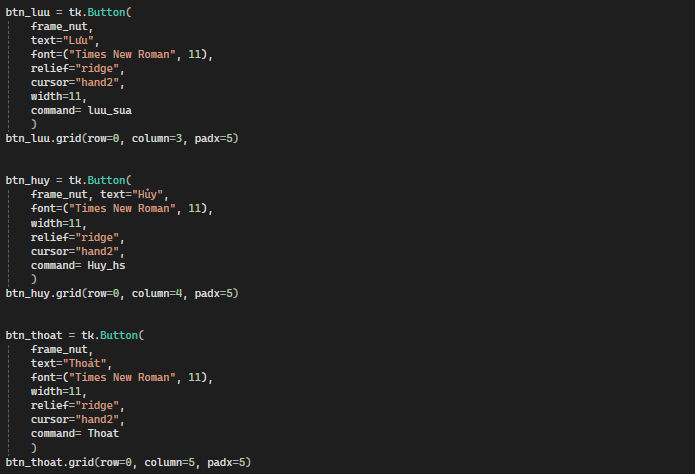 btn_luu = tk.Button(
    frame_nut,
    text="Lưu",
    font=("Times New Roman", 11),
    relief="ridge",
    cursor="hand2",
    width=11,
    command= luu_sua
    )
btn_luu.grid(row=0, column=3, padx=5)
btn_huy = tk.Button(
    frame_nut, text="Hủy",
    font=("Times New Roman", 11),
    width=11,
    relief="ridge",
    cursor="hand2",
    command= Huy_hs
    )
btn_huy.grid(row=0, column=4, padx=5)
btn_thoat = tk.Button(
    frame_nut,
    text="Thoát",
    font=("Times New Roman", 11),
    width=11,
    relief="ridge",
    cursor="hand2",
    command= Thoat
    )
btn_thoat.grid(row=0, column=5, padx=5)